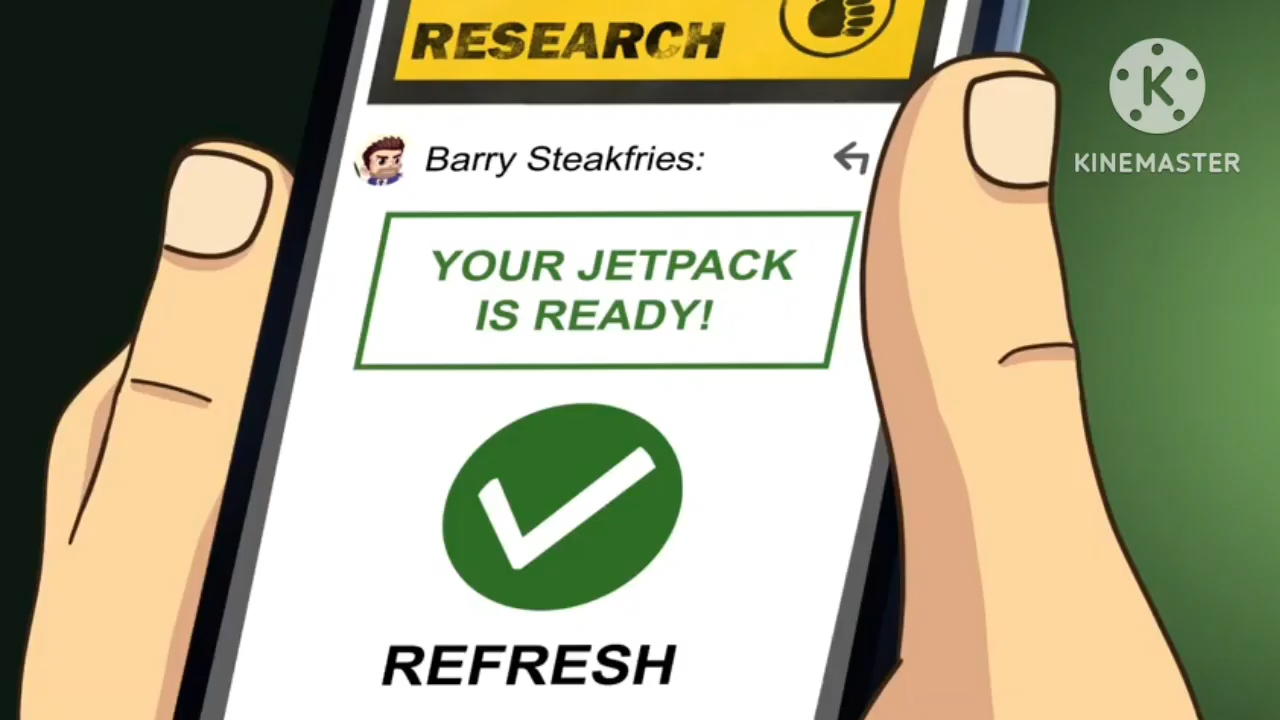 RESEARCH
K
KINEMASTER
Barry Steakfries:
YOUR JETPACK
IS READY!
REFRESH